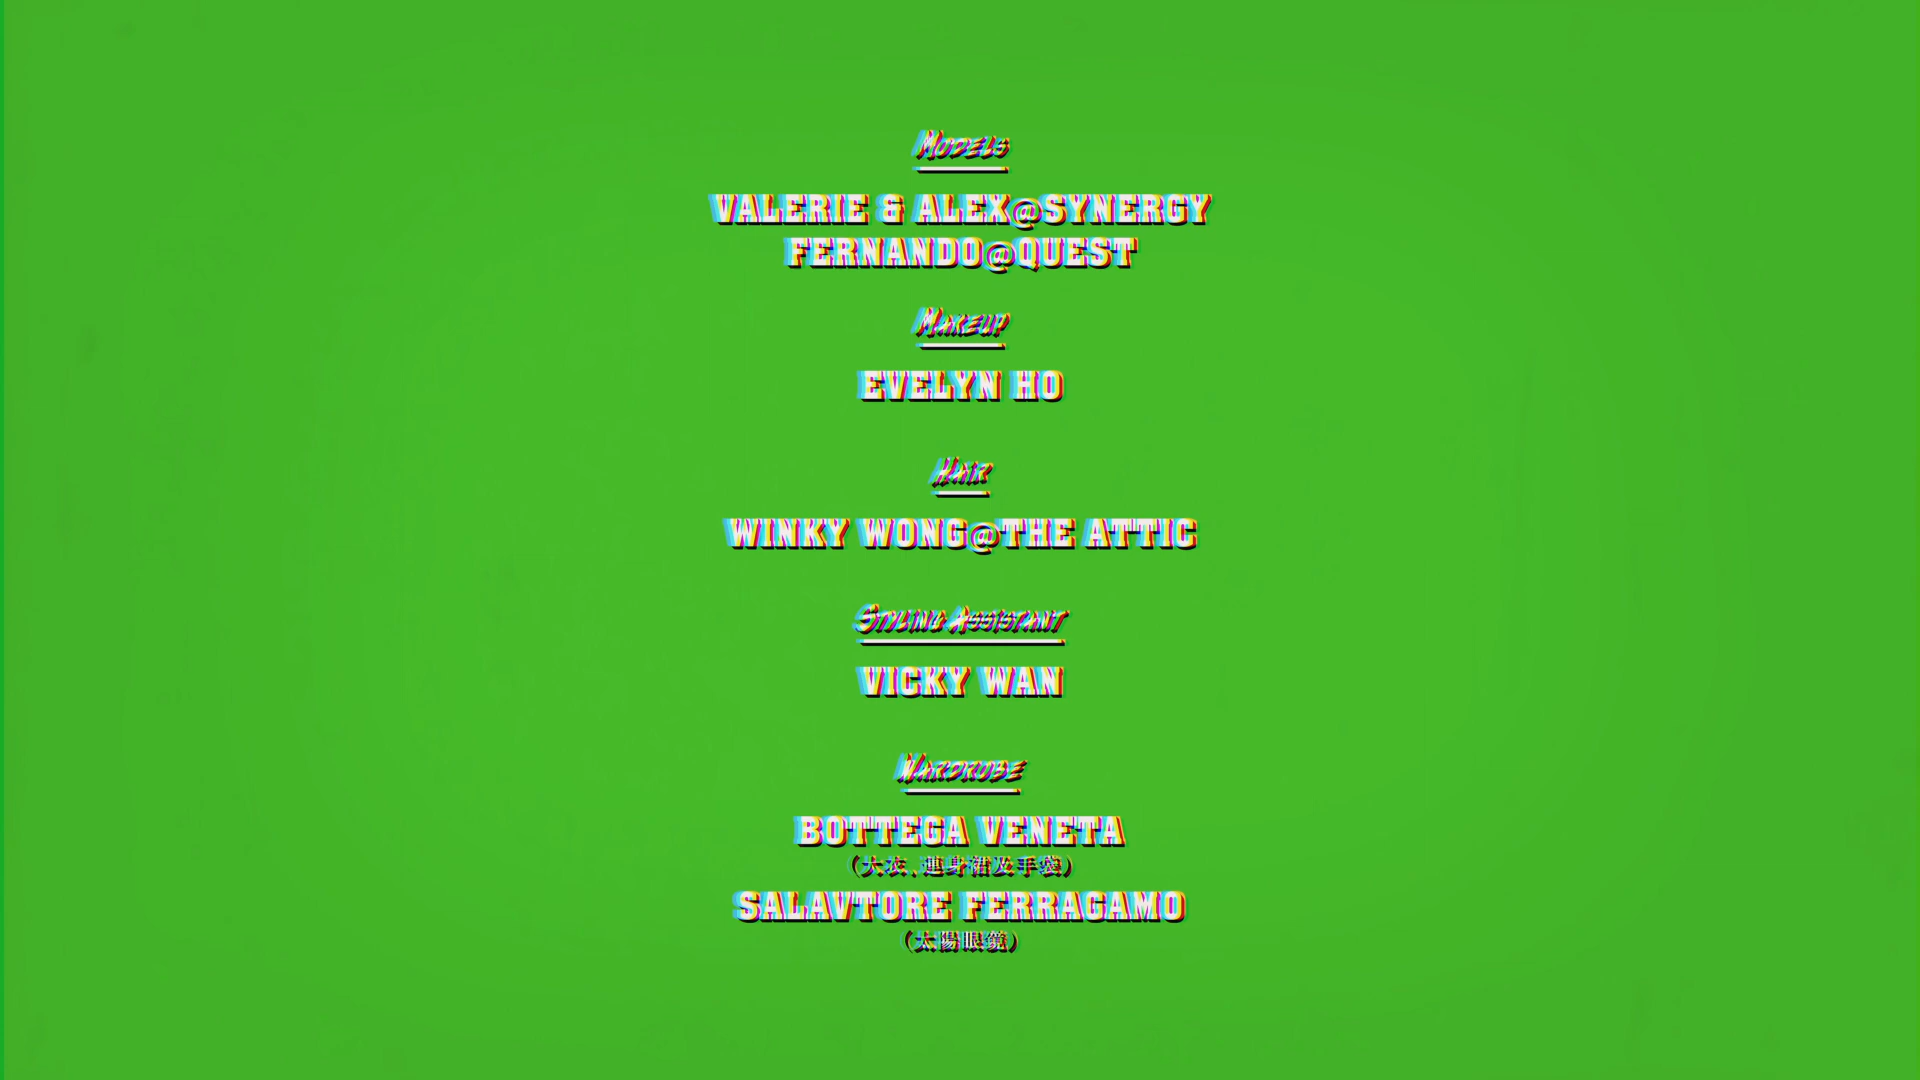 Models
VALERIE & ALEX@SYNERGY
FERNANDO@QUEST
Makeup
EVELYN HO
Hair
WINKY WONG@THE ATTIC
Styling Assistant
VICKY WAN
Wardrobe
BOTTEGA VENETA
(大衣、連身裙及手袋)
SALAVTORE FERRAGAMO
(太陽眼鏡)